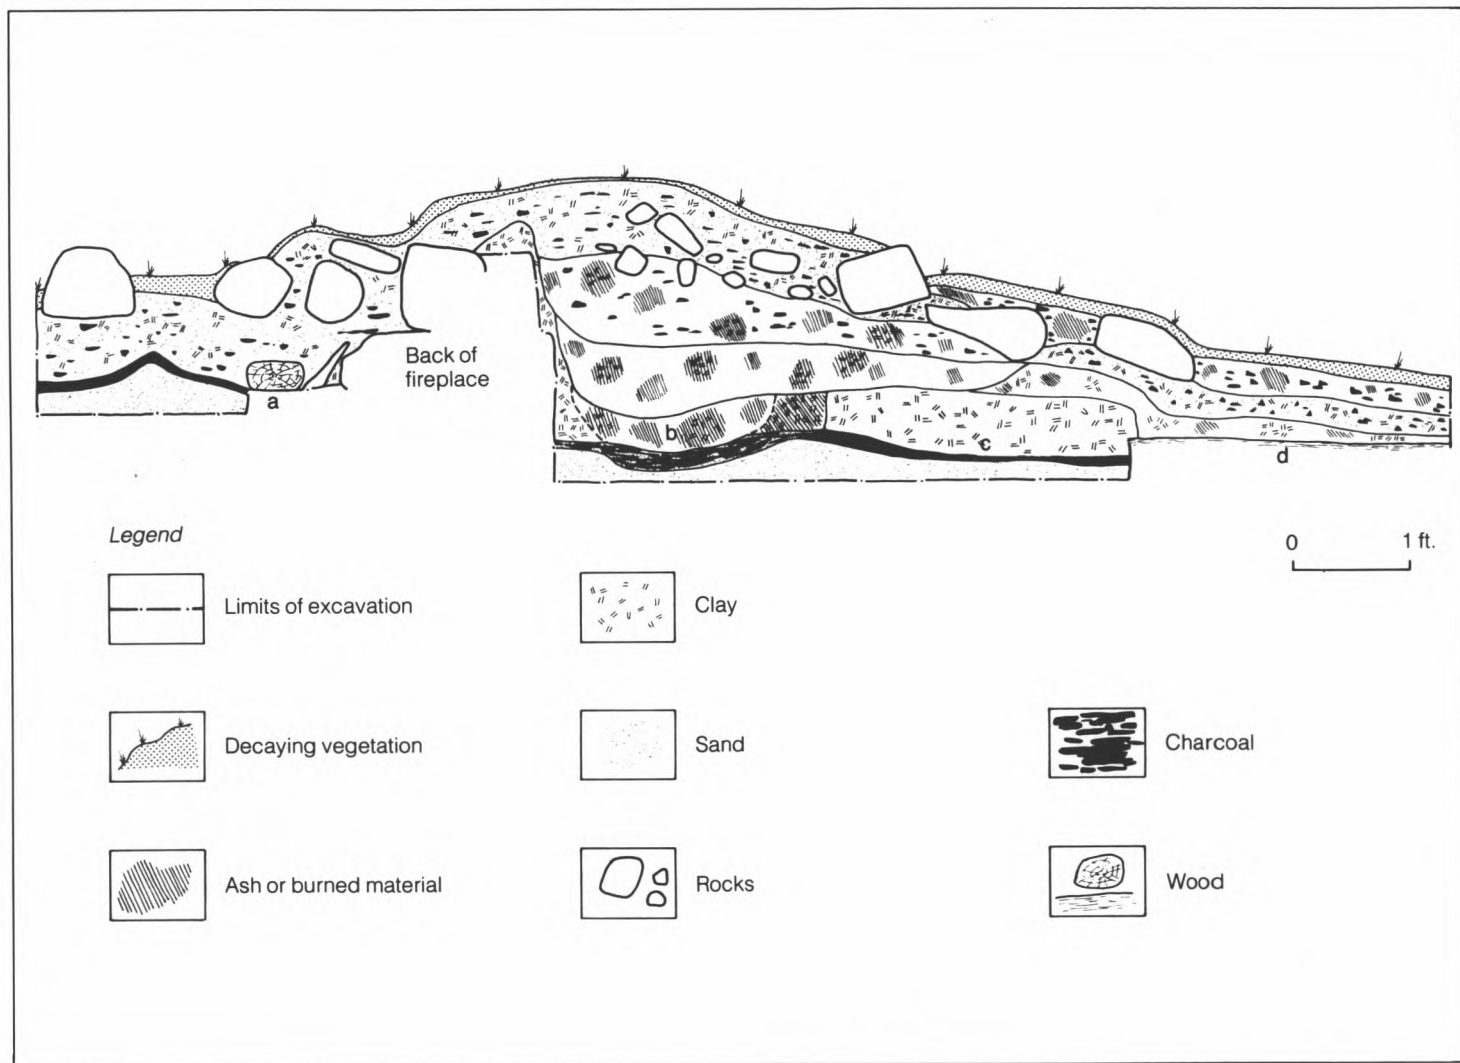 Back of
fireplace
a
b
c
d
0 1 ft.
Legend
Limits of excavation
Clay
Decaying vegetation
Sand
Charcoal
Ash or burned material
Rocks
Wood